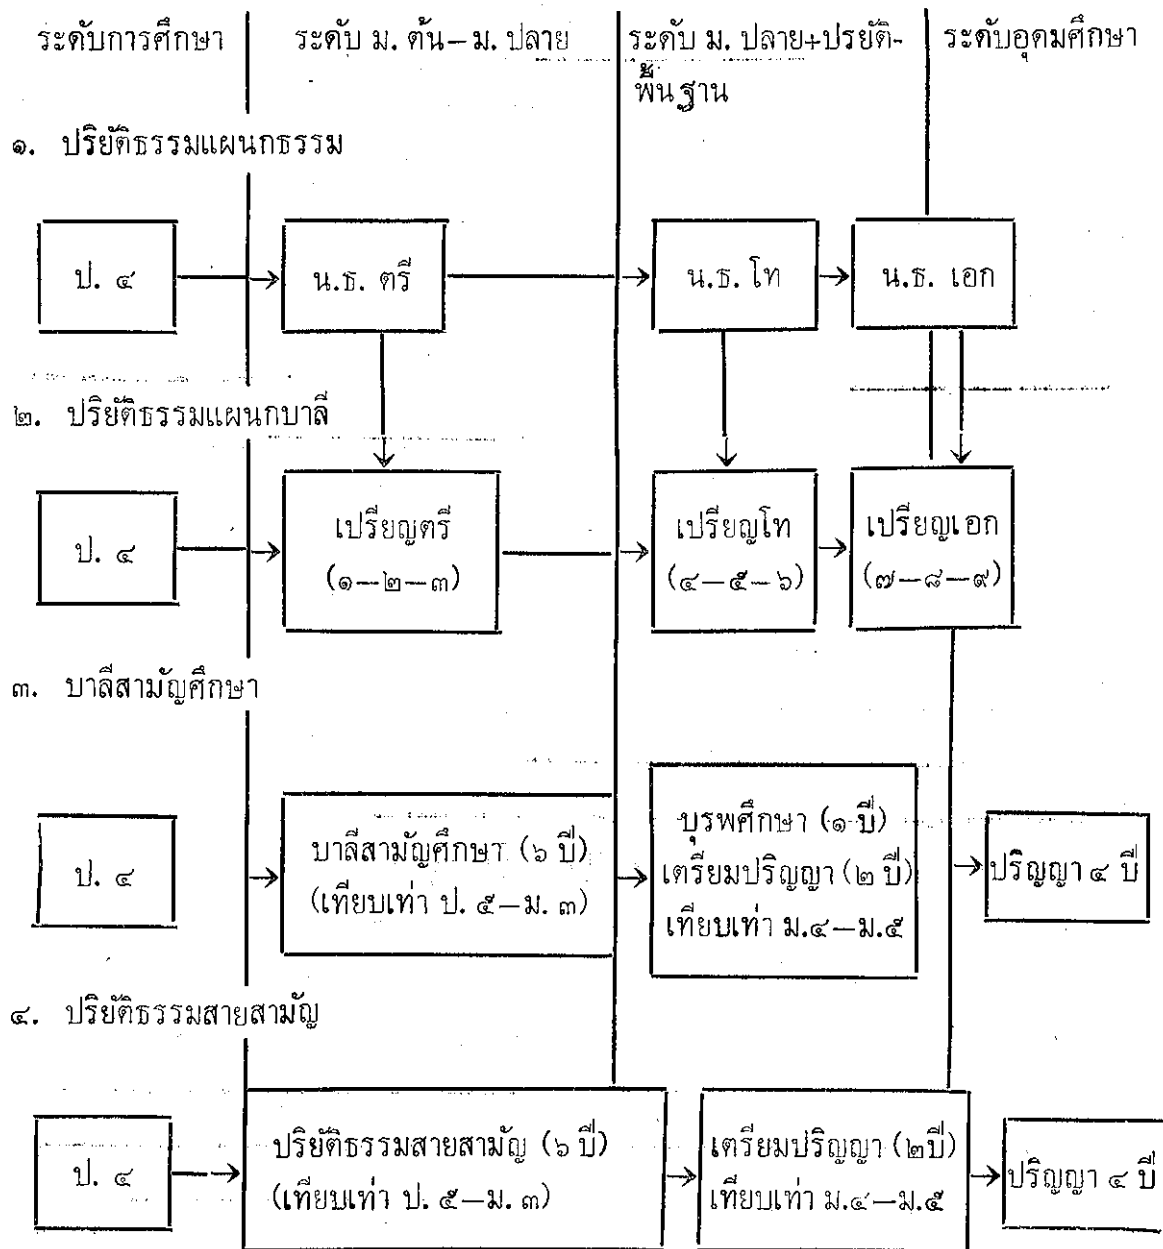 ระดับการศึกษา
ระดับ ม. ต้น—ม. ปลาย
ระดับ ม. ปลาย+ปรยัติ-
พื้นฐาน
ระดับอุดมศึกษา
๑. ปริยัติธรรมแผนกธรรม
ป. ๔
น.ธ. ตรี
น.ธ. โท
น.ธ. เอก
๒. ปริยัติธรรมแผนกบาลี
ป. ๔
เปรียญตรี
(๑—๒—๓)
เปรียญโท
(๔—๕—๖)
เปรียญเอก
(๗—๘—๙)
๓. บาลีสามัญศึกษา
ป. ๔
บาลีสามัญศึกษา (๖ ปี)
(เทียบเท่า ป. ๕—ม. ๓)
บุรพศึกษา (๑ ปี)
เตรียมปริญญา (๒ ปี)
เทียบเท่า ม.๔—ม.๕
ปริญญา ๔ ปี
๔. ปริยัติธรรมสายสามัญ
ป. ๔
ปริยัติธรรมสายสามัญ (๖ ปี)
(เทียบเท่า ป. ๕—ม. ๓)
เตรียมปริญญา (๒ปี)
เทียบเท่า ม.๔—ม.๕
ปริญญา ๔ ปี